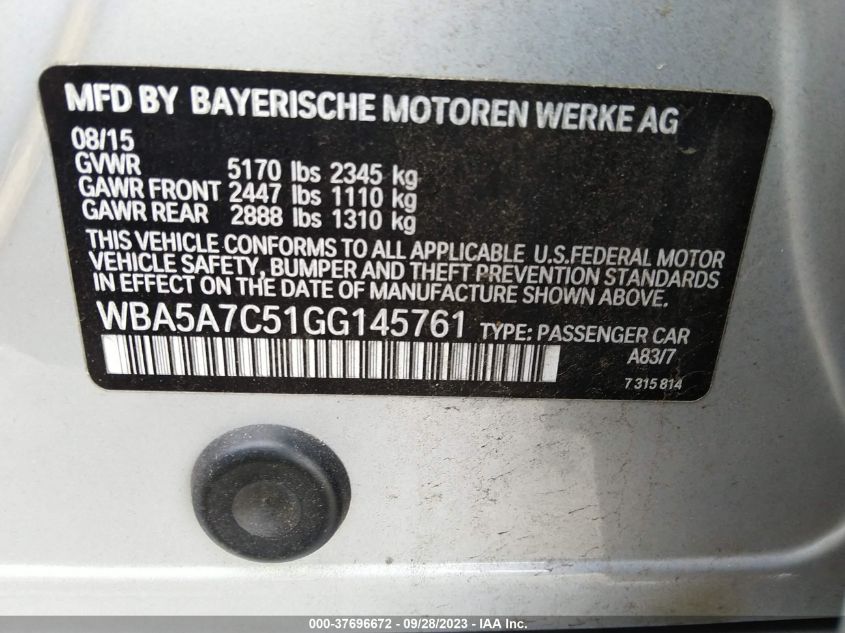 MFD BY BAYERISCHE MOTOREN WERKE AG
08/15
GVWR 5170 lbs 2345 kg
GAWR FRONT 2447 lbs 1110 kg
GAWR REAR 2888 lbs 1310 kg
THIS VEHICLE CONFORMS TO ALL APPLICABLE U.S.FEDERAL MOTOR
VEHICLE SAFETY, BUMPER AND THEFT PREVENTION STANDARDS
IN EFFECT ON THE DATE OF MANUFACTURE SHOWN ABOVE.
WBA5A7C51GG145761 TYPE: PASSENGER CAR
A83/7
7 315 814
000-37696672 - 09/28/2023 - IAA Inc.